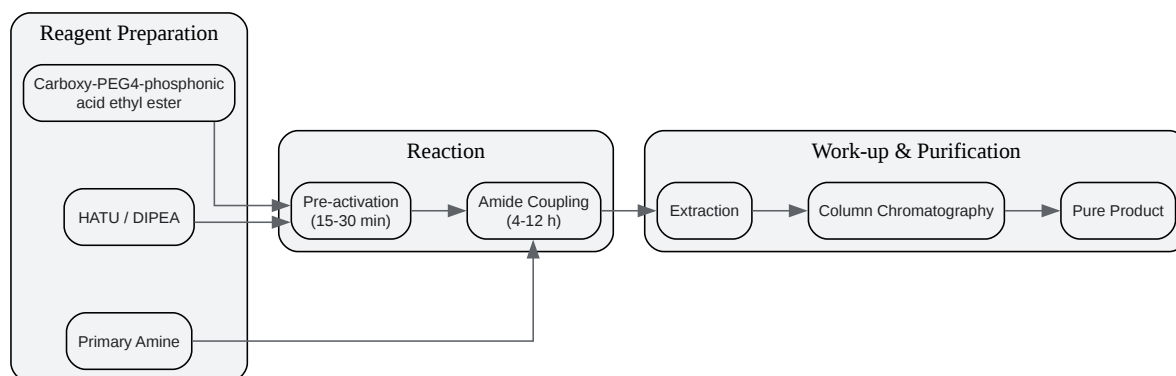 Reagent Preparation
Carboxy-PEG4-phosphonic
acid ethyl ester
HATU / DIPEA
Primary Amine
Reaction
Pre-activation
(15-30 min)
Amide Coupling
(4-12 h)
Work-up & Purification
Extraction
Column Chromatography
Pure Product